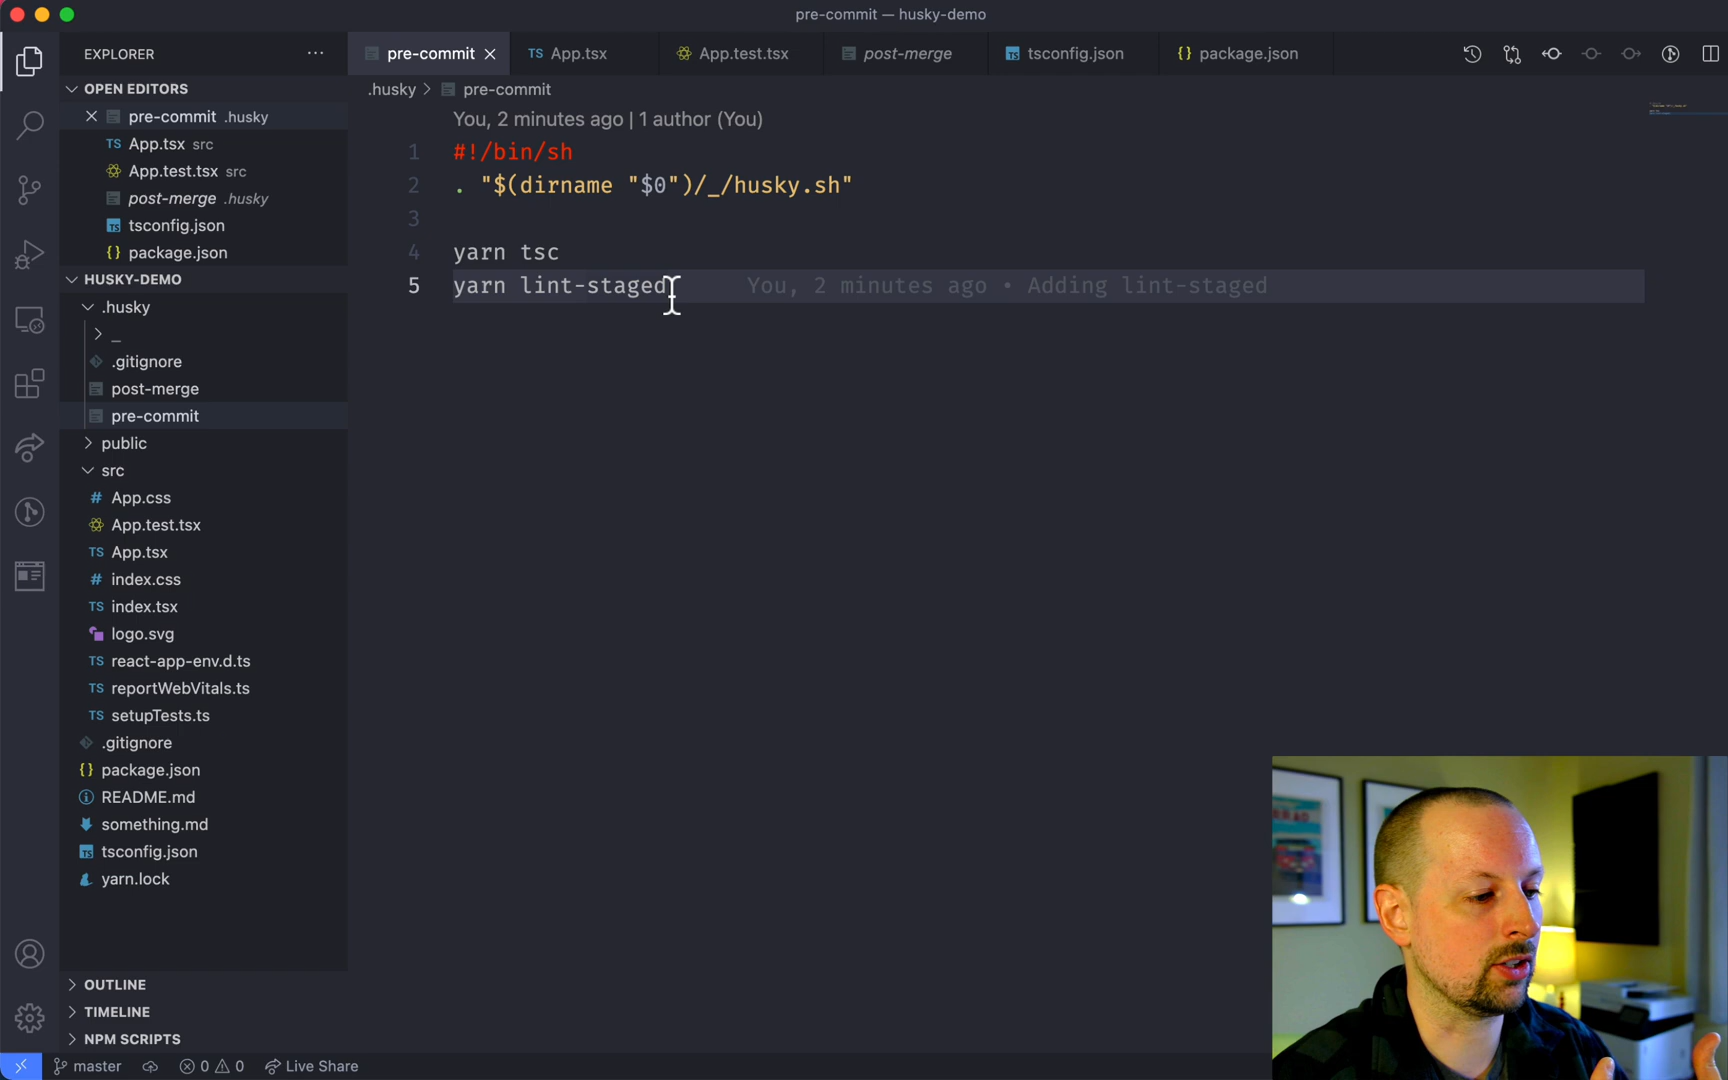 pre-commit — husky-demo
EXPLORER
pre-commit
TS App.tsx
App.test.tsx
post-merge
TS tsconfig.json
{} package.json
OPEN EDITORS
pre-commit .husky
TS App.tsx src
App.test.tsx src
post-merge .husky
TS tsconfig.json
{} package.json
HUSKY-DEMO
.husky
_
.gitignore
post-merge
pre-commit
public
src
# App.css
App.test.tsx
TS App.tsx
# index.css
TS index.tsx
logo.svg
TS react-app-env.d.ts
TS reportWebVitals.ts
TS setupTests.ts
.gitignore
{} package.json
README.md
something.md
TS tsconfig.json
yarn.lock
OUTLINE
TIMELINE
NPM SCRIPTS
.husky > pre-commit
You, 2 minutes ago | 1 author (You)
1 #!/bin/sh
2 . "$(dirname "$0")/_/husky.sh"
3
4 yarn tsc
5 yarn lint-staged You, 2 minutes ago • Adding lint-staged
master 0 0 Live Share